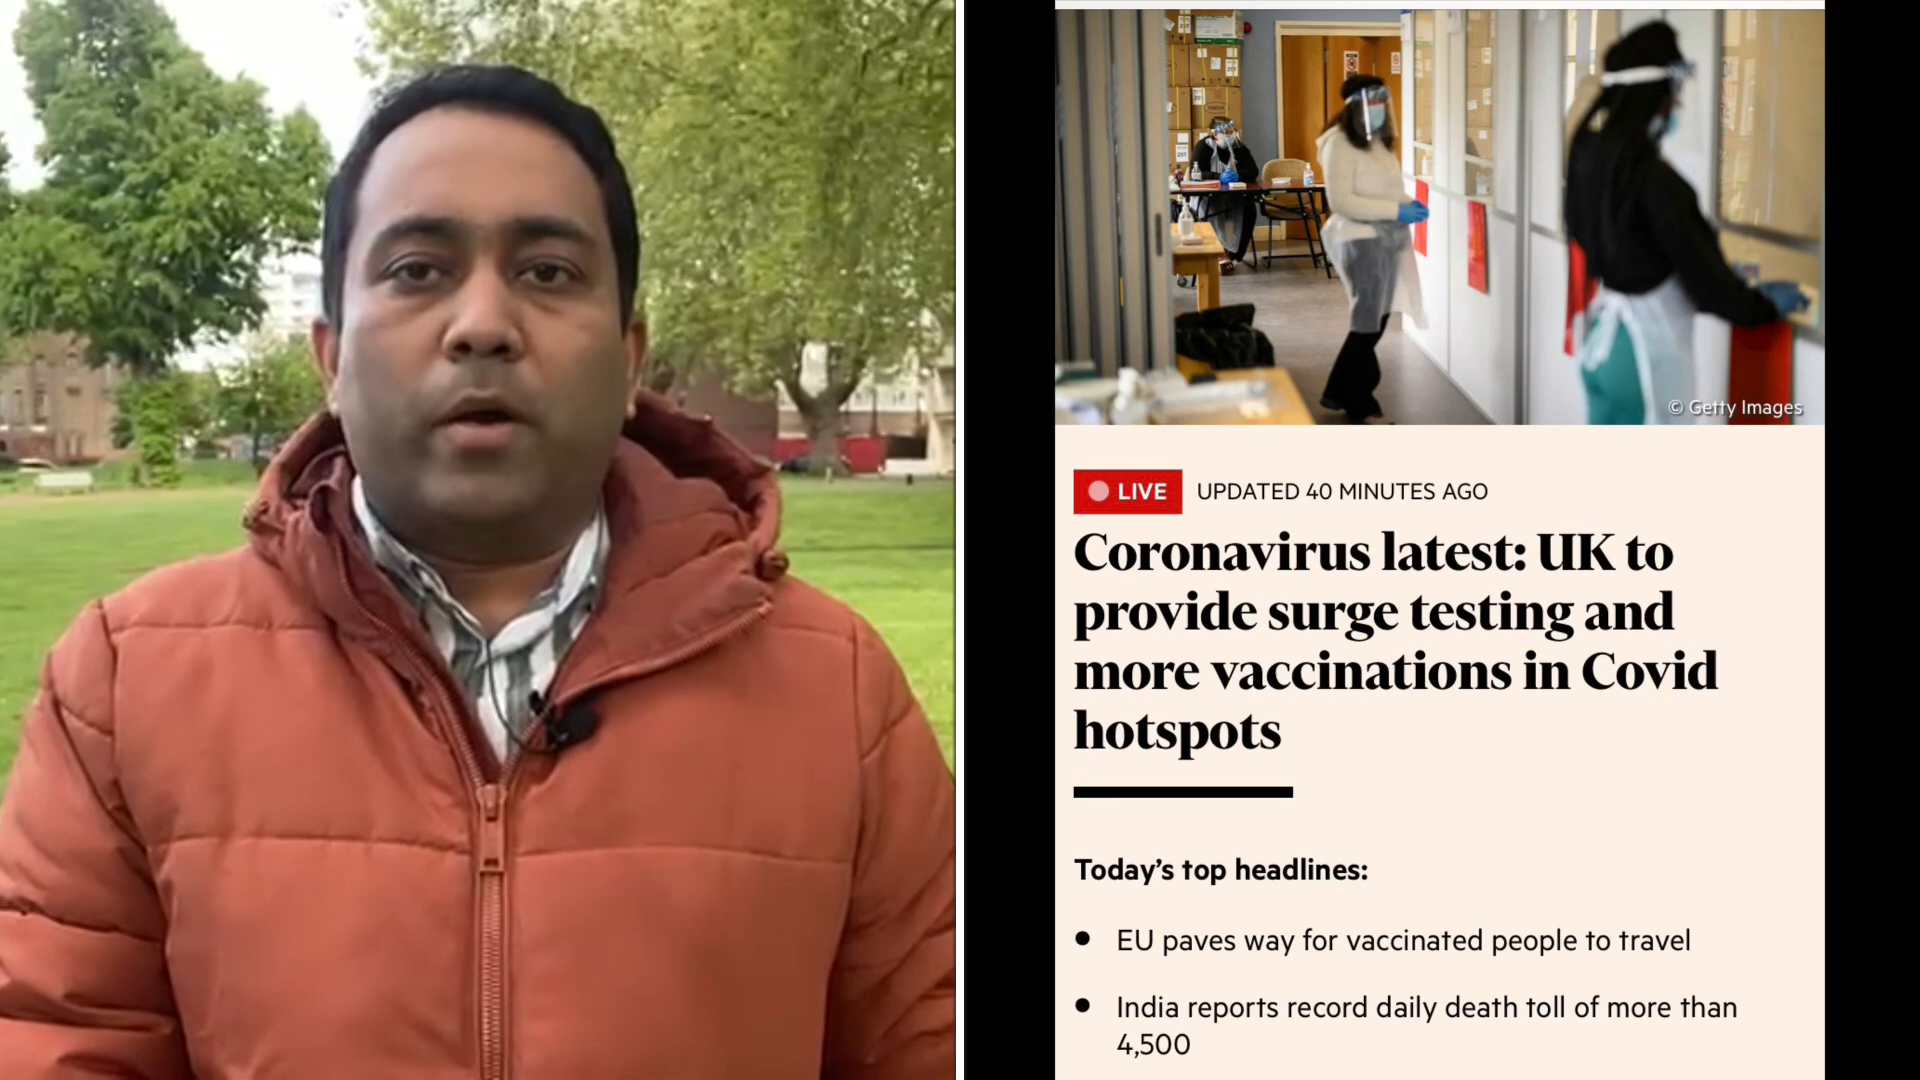 © Getty Images
LIVE UPDATED 40 MINUTES AGO
Coronavirus latest: UK to
provide surge testing and
more vaccinations in Covid
hotspots
Today’s top headlines:
EU paves way for vaccinated people to travel
India reports record daily death toll of more than
4,500